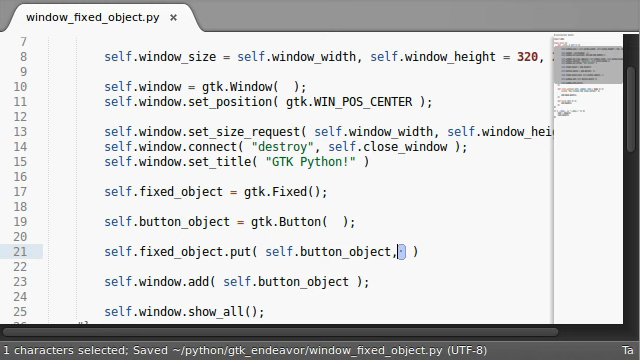 window_fixed_object.py ×
7
8 self.window_size = self.window_width, self.window_height = 320,
9
10 self.window = gtk.Window(  );
11 self.window.set_position( gtk.WIN_POS_CENTER );
12
13 self.window.set_size_request( self.window_width, self.window_hei
14 self.window.connect( "destroy", self.close_window );
15 self.window.set_title( "GTK Python!" )
16
17 self.fixed_object = gtk.Fixed();
18
19 self.button_object = gtk.Button(  );
20
21 self.fixed_object.put( self.button_object,  )
22
23 self.window.add( self.button_object );
24
25 self.window.show_all();
1 characters selected; Saved ~/python/gtk_endeavor/window_fixed_object.py (UTF-8) Ta